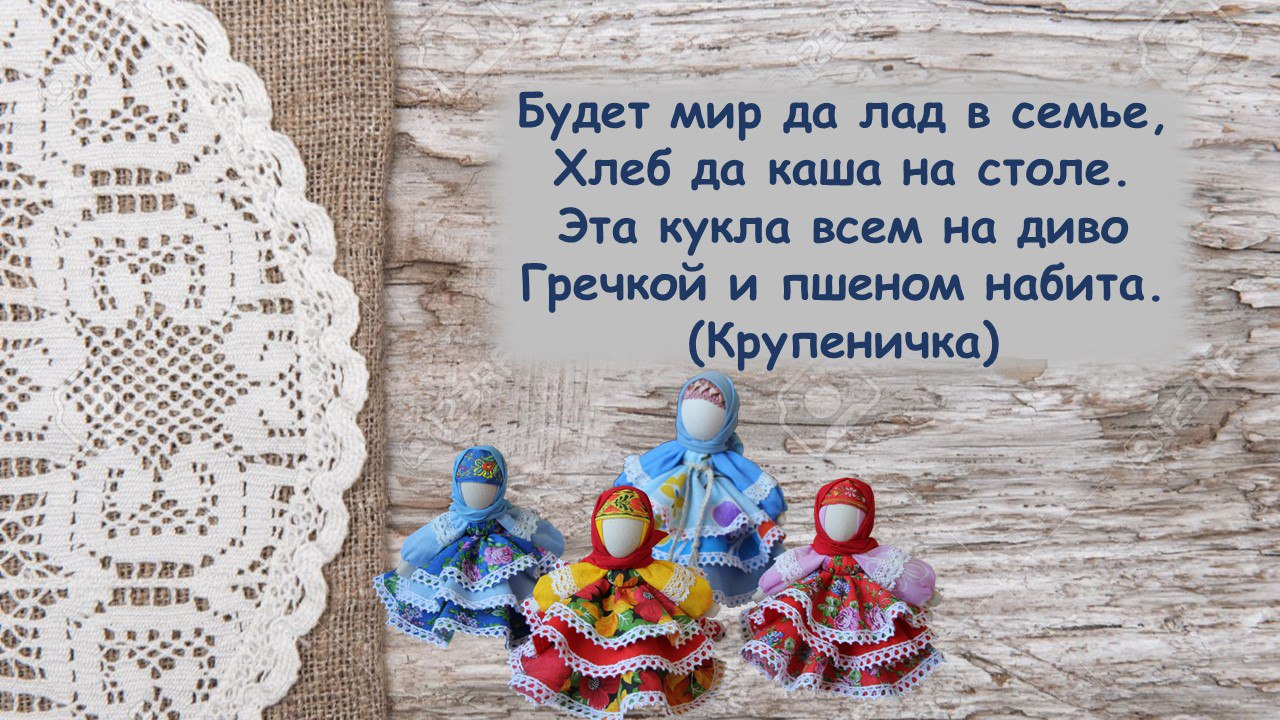 Будет мир да лад в семье,
Хлеб да каша на столе.
Эта кукла всем на диво
Гречкой и пшеном набита.
(Крупеничка)